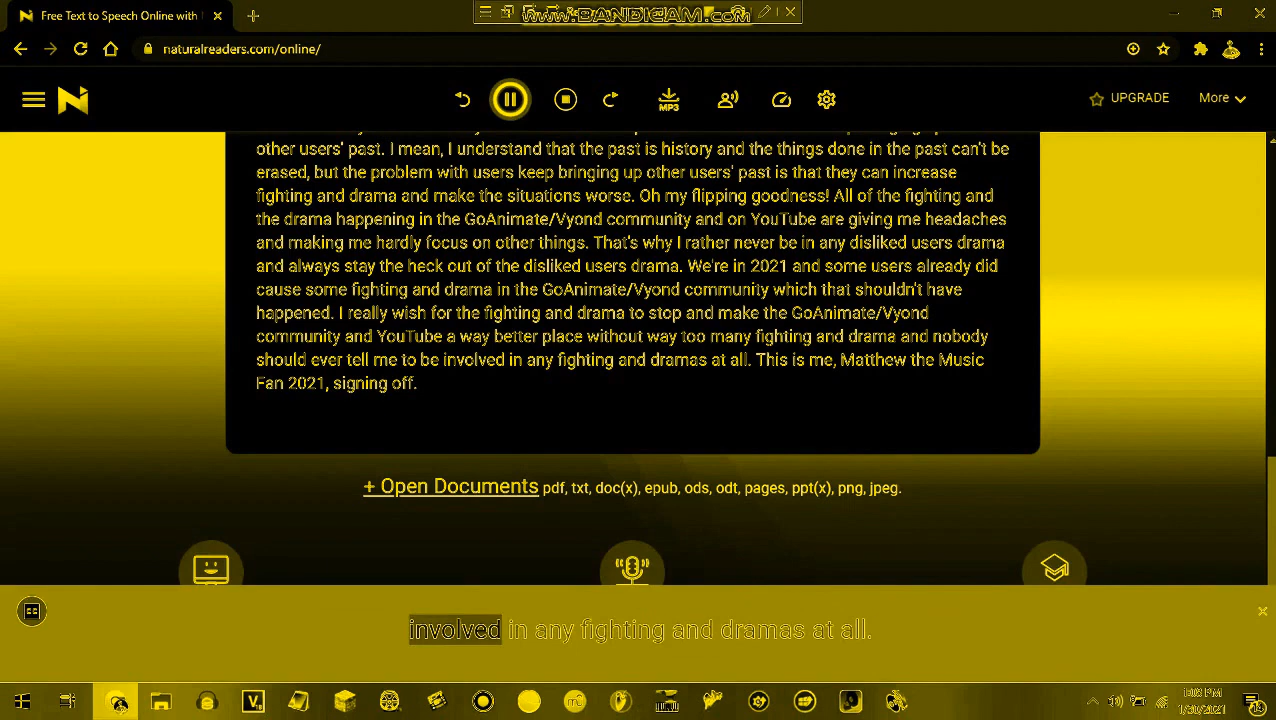 Free Text to Speech Online with
www.BANDICAM.com
naturalreaders.com/online/
MP3
UPGRADE
More
other users' past. I mean, I understand that the past is history and the things done in the past can't be
erased, but the problem with users keep bringing up other users' past is that they can increase
fighting and drama and make the situations worse. Oh my flipping goodness! All of the fighting and
the drama happening in the GoAnimate/Vyond community and on YouTube are giving me headaches
and making me hardly focus on other things. That's why I rather never be in any disliked users drama
and always stay the heck out of the disliked users drama. We're in 2021 and some users already did
cause some fighting and drama in the GoAnimate/Vyond community which that shouldn't have
happened. I really wish for the fighting and drama to stop and make the GoAnimate/Vyond
community and YouTube a way better place without way too many fighting and drama and nobody
should ever tell me to be involved in any fighting and dramas at all. This is me, Matthew the Music
Fan 2021, signing off.
+ Open Documents pdf, txt, doc(x), epub, ods, odt, pages, ppt(x), png, jpeg.
involved in any fighting and dramas at all.